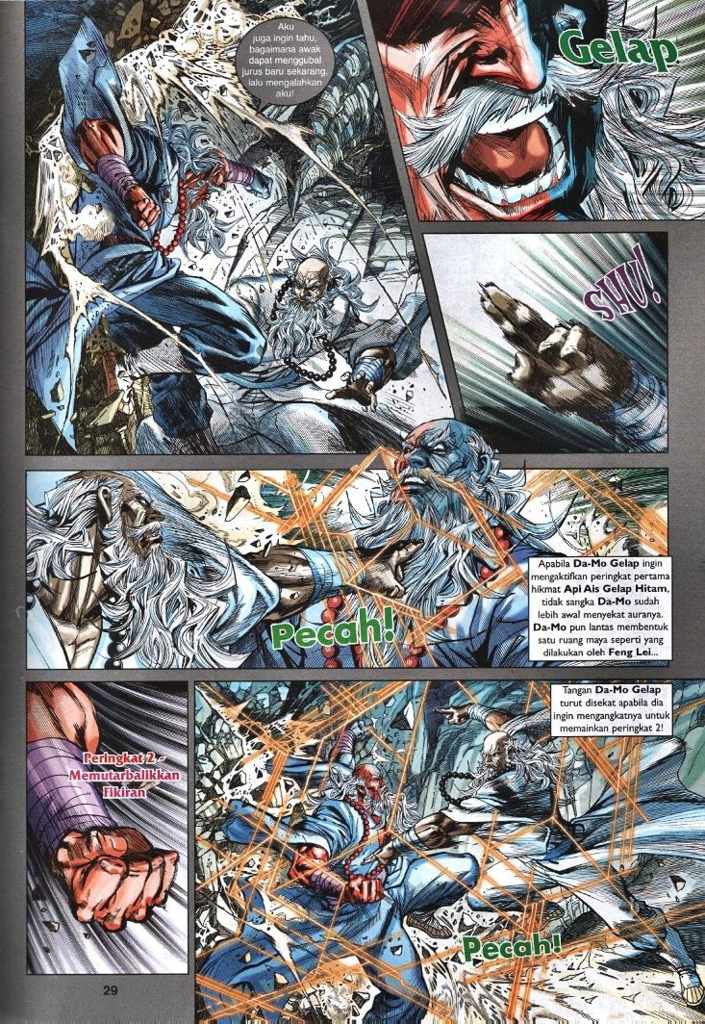 Aku
juga ingin tahu,
bagaimana awak
dapat menggubal
jurus baru sekarang,
lalu mengalahkan
aku!
Gelap
SHU!
Pecah!
Apabila Da-Mo Gelap ingin
mengaktifkan peringkat pertama
hikmat Api Ais Gelap Hitam,
tidak sangka Da-Mo sudah
lebih awal menyekat auranya.
Da-Mo pun lantas membentuk
satu ruang maya seperti yang
dilakukan oleh Feng Lei...
Peringkat 2 -
Memutarbalikkan
Fikiran
Tangan Da-Mo Gelap
turut disekat apabila dia
ingin mengangkatnya untuk
memainkan peringkat 2!
Pecah!
29